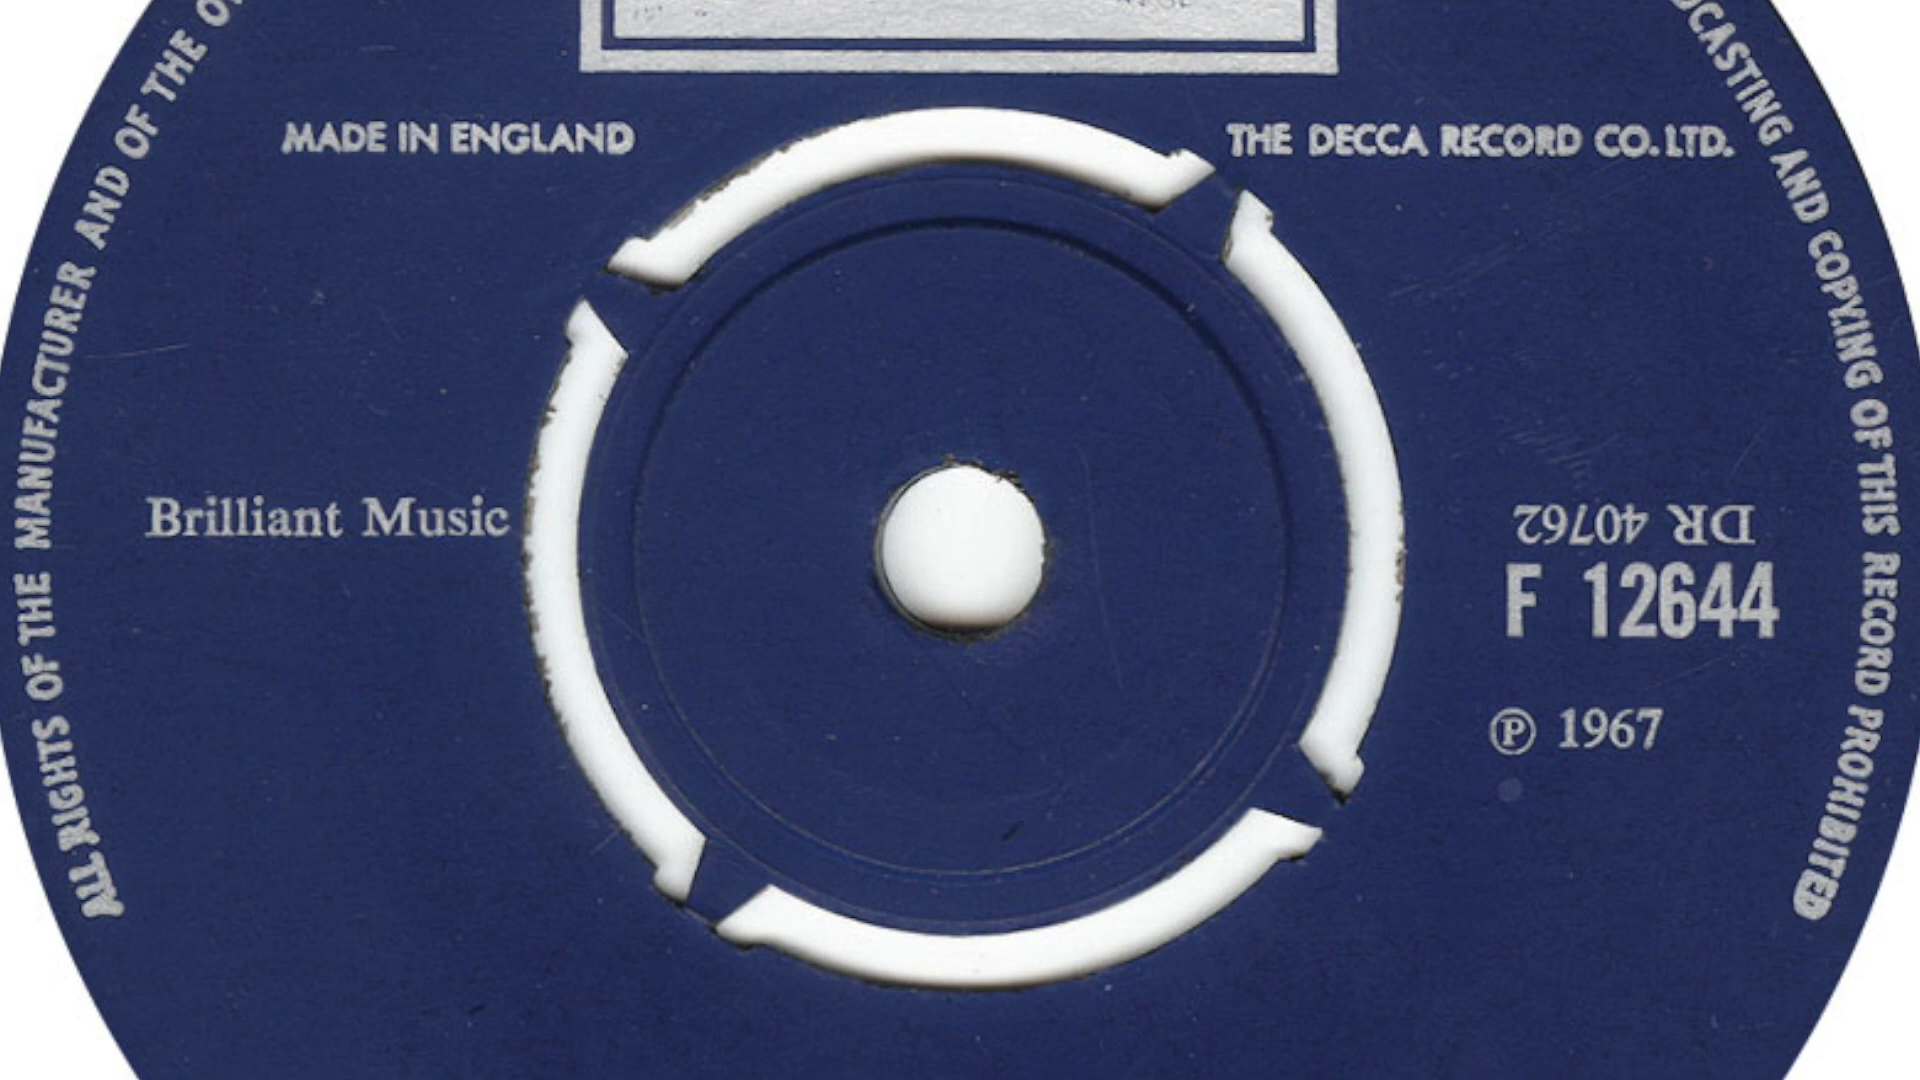 ALL RIGHTS OF THE MANUFACTURER AND OF THE
MADE IN ENGLAND
THE DECCA RECORD CO. LTD.
Brilliant Music
DR 40762
F 12644
℗ 1967
AND COPYING OF THIS RECORD PROHIBITED